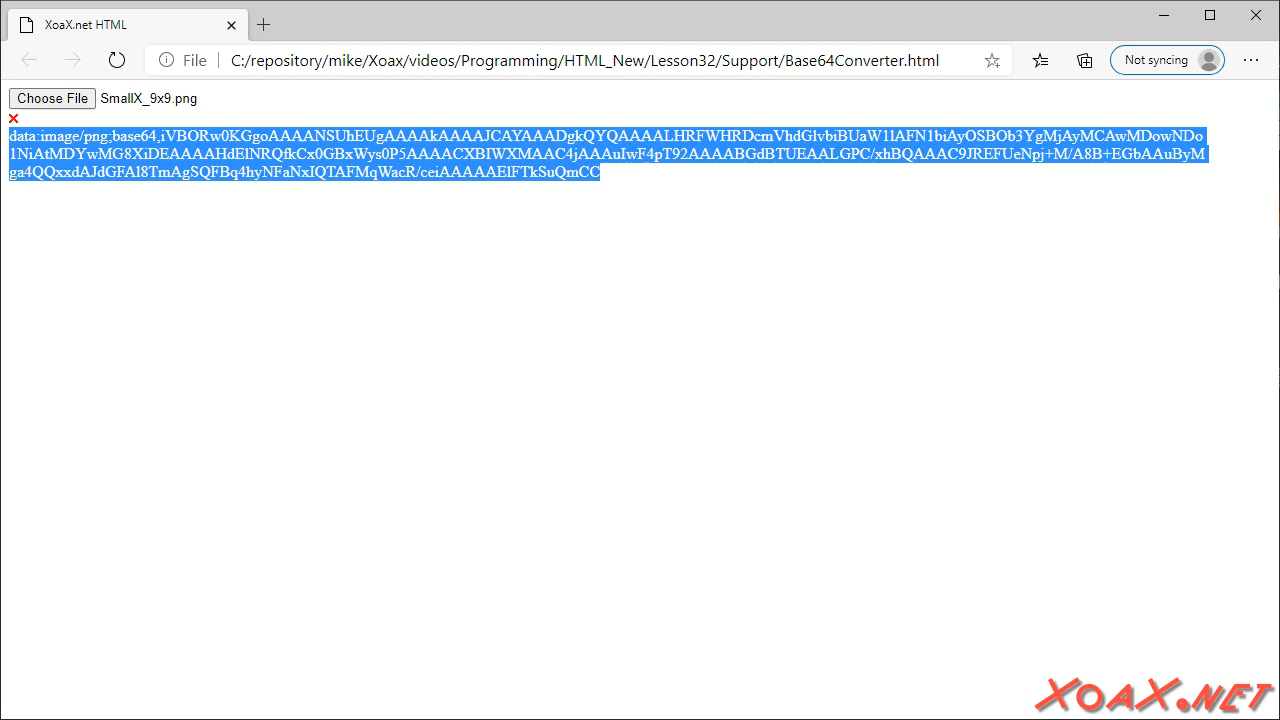 XoaX.net HTML
File
C:/repository/mike/Xoax/videos/Programming/HTML_New/Lesson32/Support/Base64Converter.html
Not syncing
Choose File SmallX_9x9.png
data:image/png;base64,iVBORw0KGgoAAAANSUhEUgAAAAkAAAAJCAYAAADgkQYQAAAALHRFWHRDcmVhdGlvbiBUaW1lAFN1biAyOSBOb3YgMjAyMCAwMDowNDo
1NiAtMDYwMG8XiDEAAAAHdElNRQfkCx0GBxWys0P5AAAACXBIWXMAAC4jAAAuIwF4pT92AAAABGdBTUEAALGPC/xhBQAAAC9JREFUeNpj+M/A8B+EGbAAuByM
ga4QQxxdAJdGFAl8TmAgSQFBq4hyNFaNxIQTAFMqWacR/ceiAAAAAElFTkSuQmCC
XoaX.net